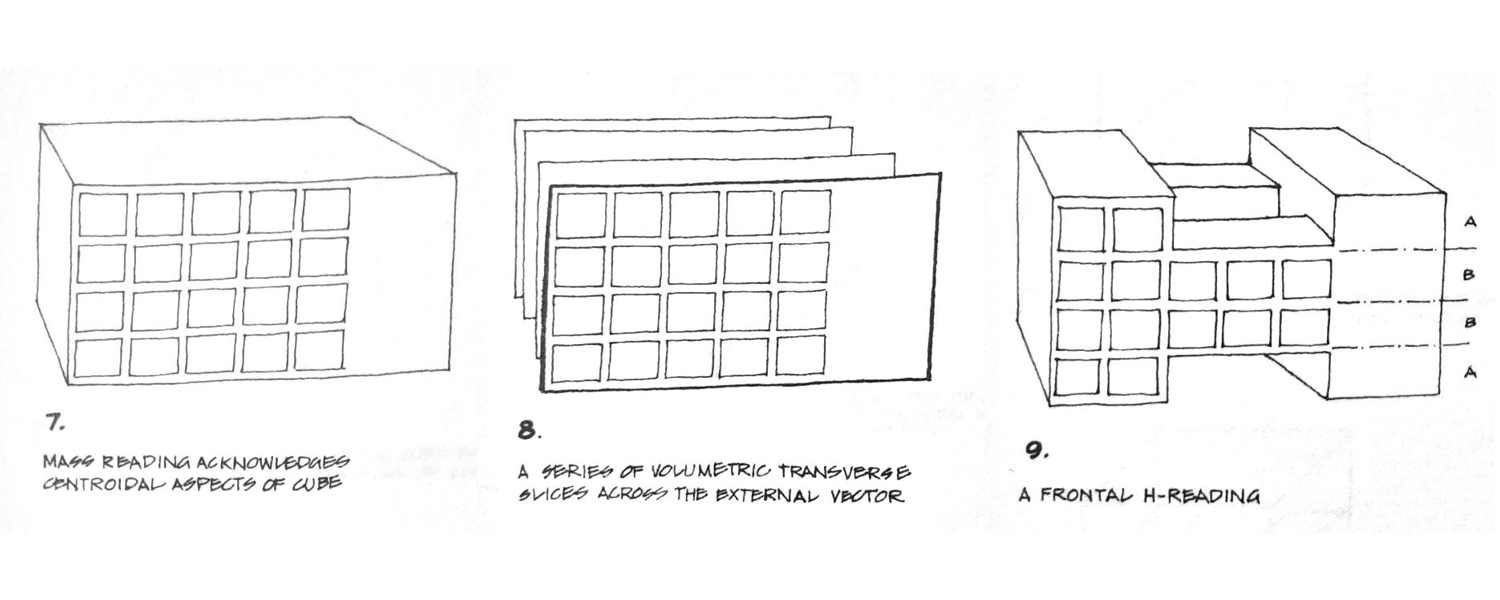 7.
MASS READING ACKNOWLEDGES
CENTROIDAL ASPECTS OF CUBE
8.
A SERIES OF VOLUMETRIC TRANSVERSE
SLICES ACROSS THE EXTERNAL VECTOR
A
B
B
A
9.
A FRONTAL H-READING